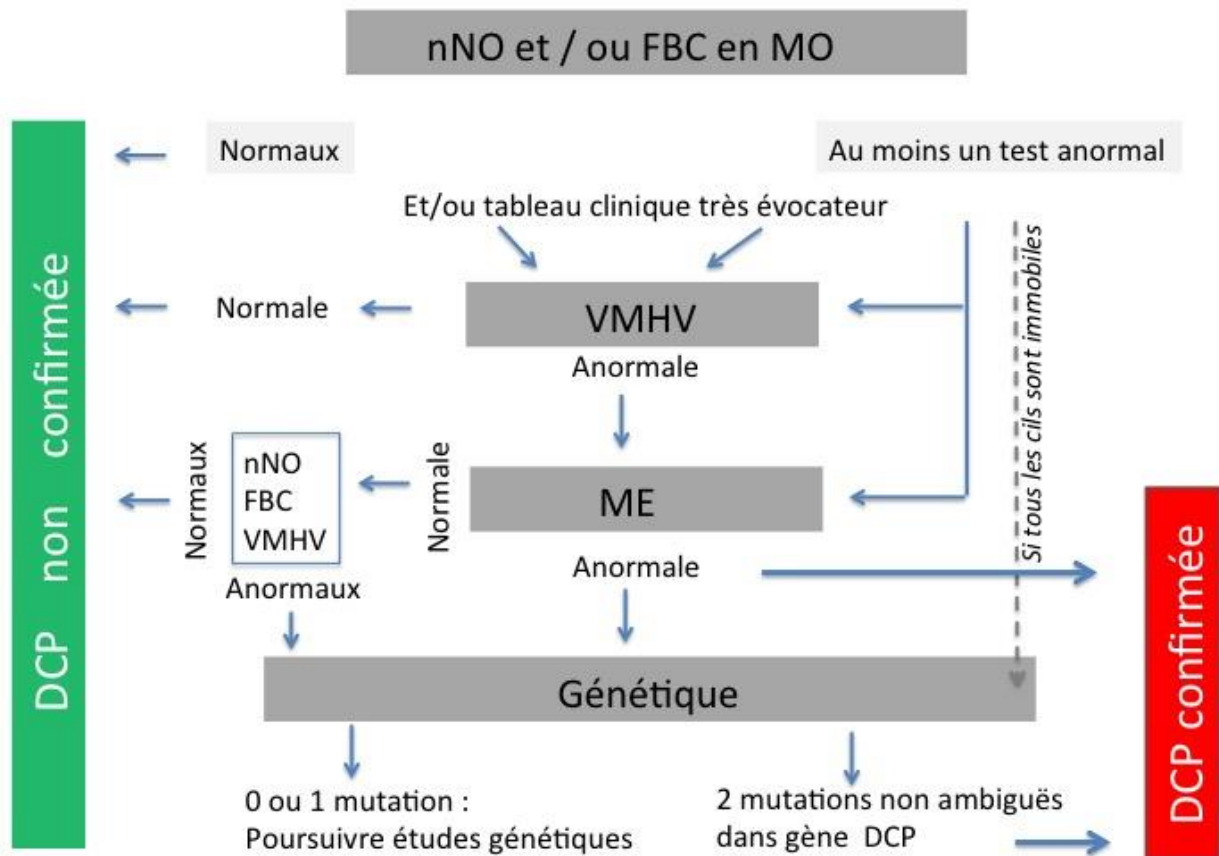 nNO et / ou FBC en MO
Normaux
Au moins un test anormal
Et/ou tableau clinique très évocateur
Si tous les cils sont immobiles
Normale
VMHV
Anormale
DCP non confirmée
Normaux
nNO
FBC
VMHV
Normale
ME
Anormaux
Anormale
DCP confirmée
Génétique
0 ou 1 mutation :
Poursuivre études génétiques
2 mutations non ambiguës
dans gène DCP